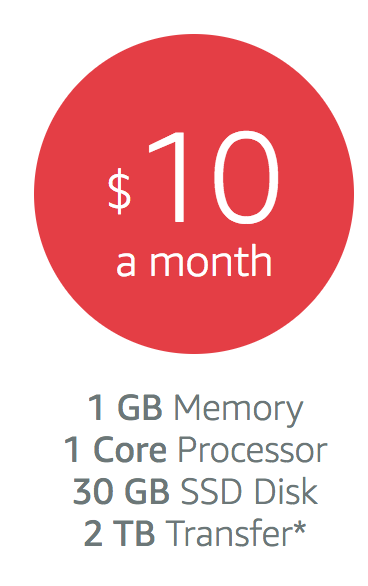 $10
a month
1 GB Memory
1 Core Processor
30 GB SSD Disk
2 TB Transfer*